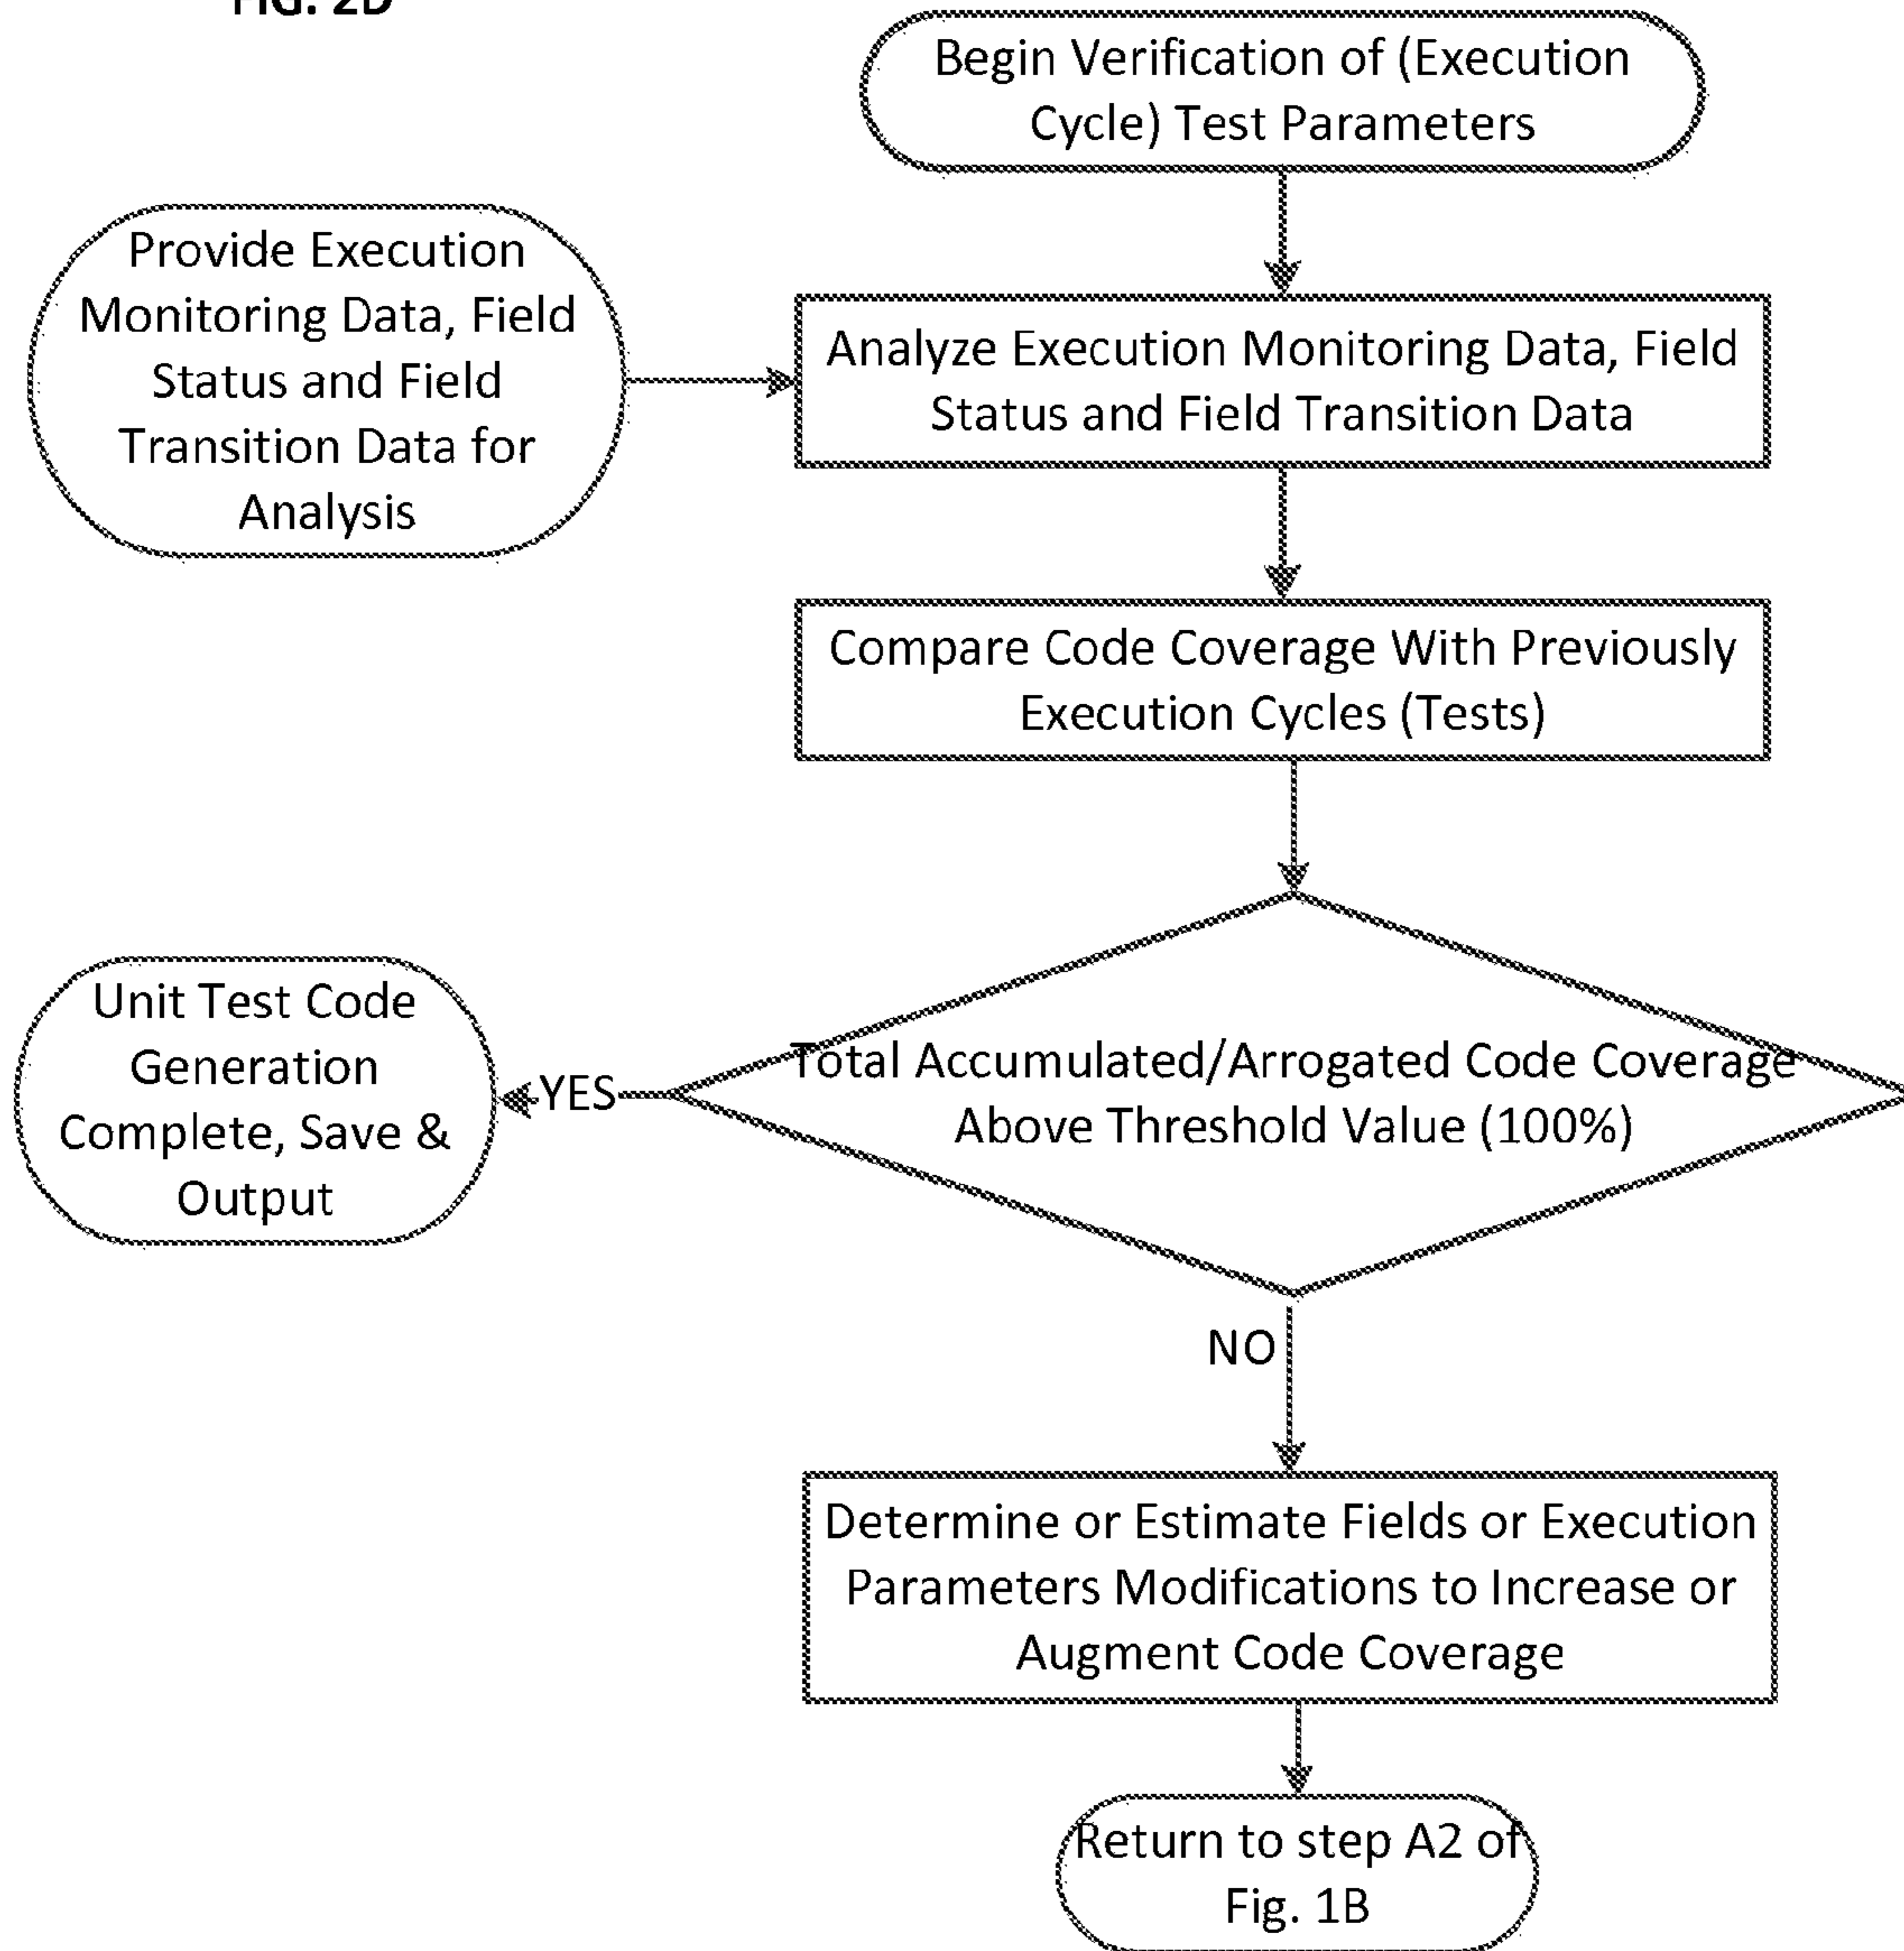 FIG. 2D
Begin Verification of (Execution
Cycle) Test Parameters
Provide Execution
Monitoring Data, Field
Status and Field
Transition Data for
Analysis
Analyze Execution Monitoring Data, Field
Status and Field Transition Data
Compare Code Coverage With Previously
Execution Cycles (Tests)
Total Accumulated/Arrogated Code Coverage
Above Threshold Value (100%)
YES
Unit Test Code
Generation
Complete, Save &
Output
NO
Determine or Estimate Fields or Execution
Parameters Modifications to Increase or
Augment Code Coverage
Return to step A2 of
Fig. 1B